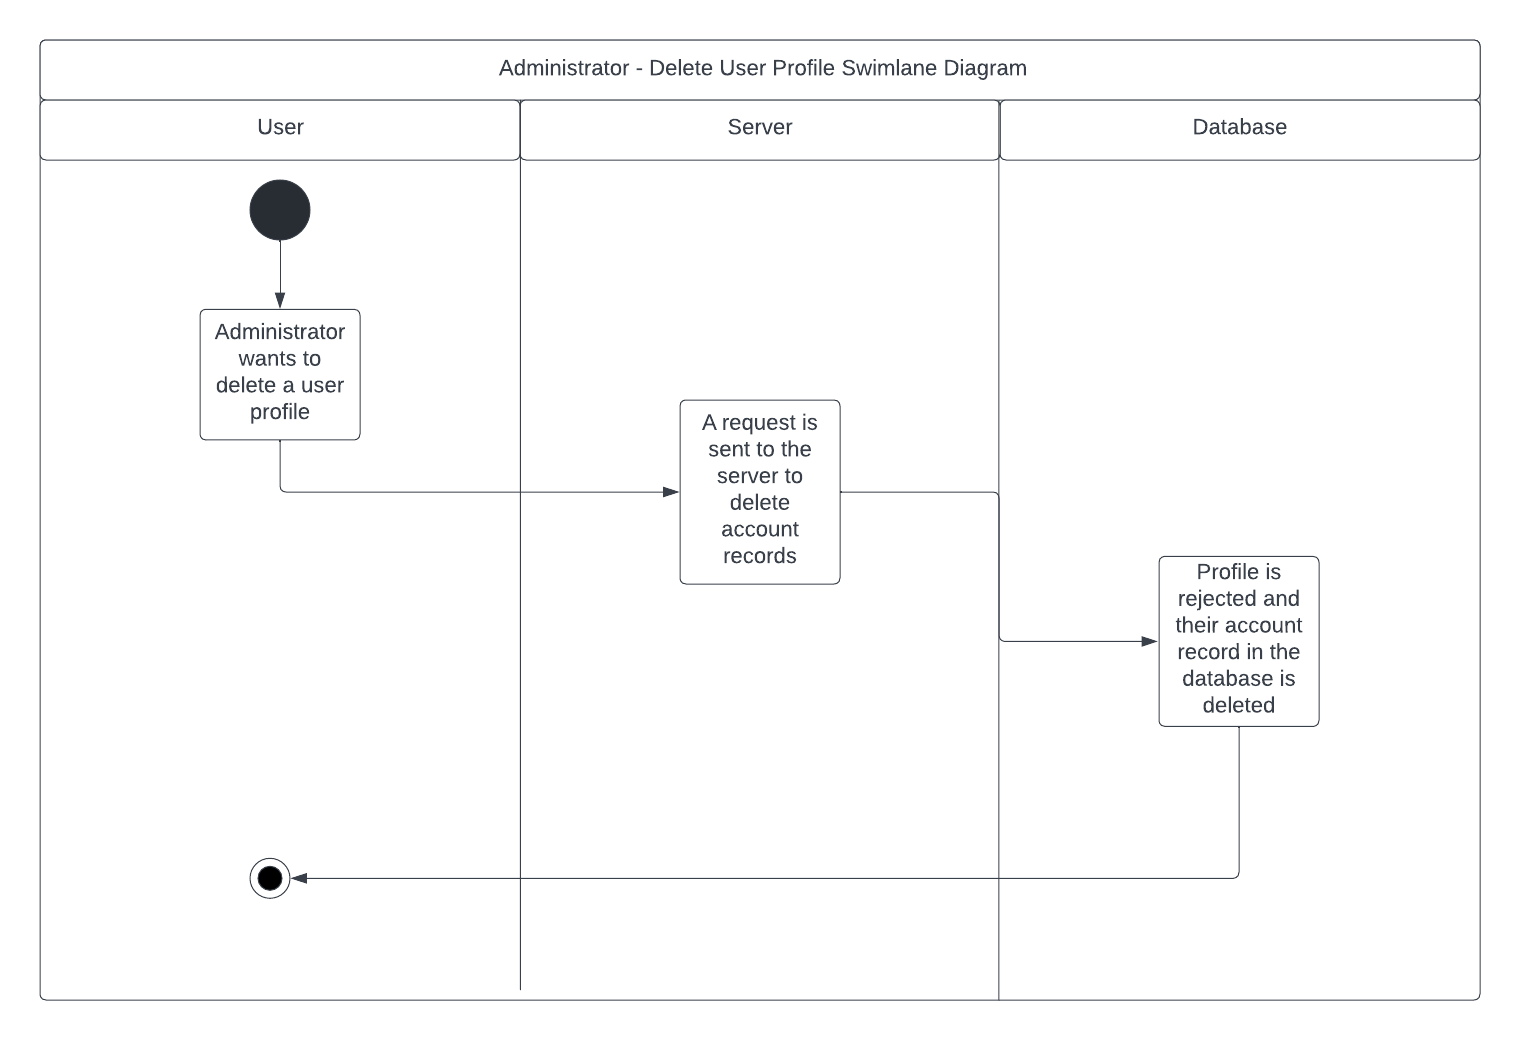 Administrator - Delete User Profile Swimlane Diagram
User
Server
Database
Administrator
wants to
delete a user
profile
A request is
sent to the
server to
delete
account
records
Profile is
rejected and
their account
record in the
database is
deleted